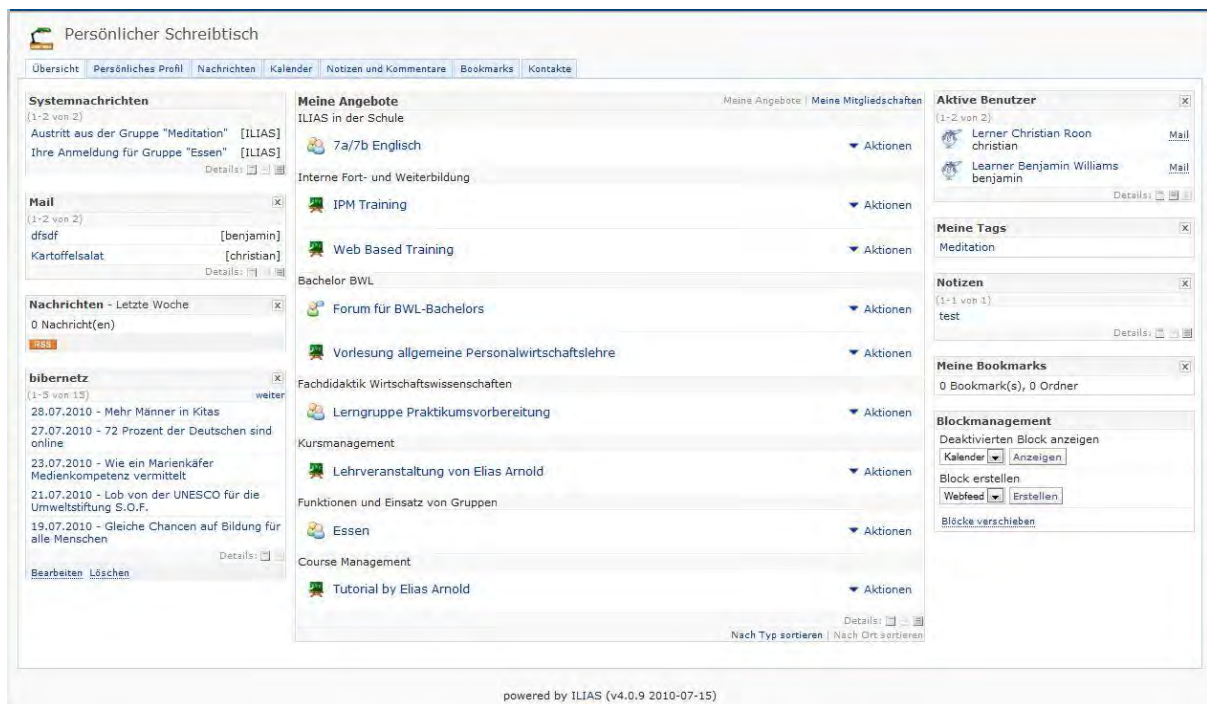 Persönlicher Schreibtisch
Übersicht Persönliches Profil Nachrichten Kalender Notizen und Kommentare Bookmarks Kontakte
Systemnachrichten
(1-2 von 2)
Austritt aus der Gruppe "Meditation" [ILIAS]
Ihre Anmeldung für Gruppe "Essen" [ILIAS]
Details:
Mail
(1-2 von 2)
dfsdf [benjamin]
Kartoffelsalat [christian]
Details:
Nachrichten - Letzte Woche
0 Nachricht(en)
RSS
bibernetz
(1-5 von 15) weiter
28.07.2010 - Mehr Männer in Kitas
27.07.2010 - 72 Prozent der Deutschen sind
online
23.07.2010 - Wie ein Marienkäfer
Medienkompetenz vermittelt
21.07.2010 - Lob von der UNESCO für die
Umweltstiftung S.O.F.
19.07.2010 - Gleiche Chancen auf Bildung für
alle Menschen
Details:
Bearbeiten Löschen
Meine Angebote Meine Angebote | Meine Mitgliedschaften
ILIAS in der Schule
7a/7b Englisch Aktionen
Interne Fort- und Weiterbildung
IPM Training Aktionen
Web Based Training Aktionen
Bachelor BWL
Forum für BWL-Bachelors Aktionen
Vorlesung allgemeine Personalwirtschaftslehre Aktionen
Fachdidaktik Wirtschaftswissenschaften
Lerngruppe Praktikumsvorbereitung Aktionen
Kursmanagement
Lehrveranstaltung von Elias Arnold Aktionen
Funktionen und Einsatz von Gruppen
Essen Aktionen
Course Management
Tutorial by Elias Arnold Aktionen
Details:
Nach Typ sortieren | Nach Ort sortieren
Aktive Benutzer
(1-2 von 2)
Lerner Christian Roon Mail
christian
Learner Benjamin Williams Mail
benjamin
Details:
Meine Tags
Meditation
Notizen
(1-1 von 1)
test
Details:
Meine Bookmarks
0 Bookmark(s), 0 Ordner
Blockmanagement
Deaktivierten Block anzeigen
Kalender Anzeigen
Block erstellen
Webfeed Erstellen
Blöcke verschieben
powered by ILIAS (v4.0.9 2010-07-15)